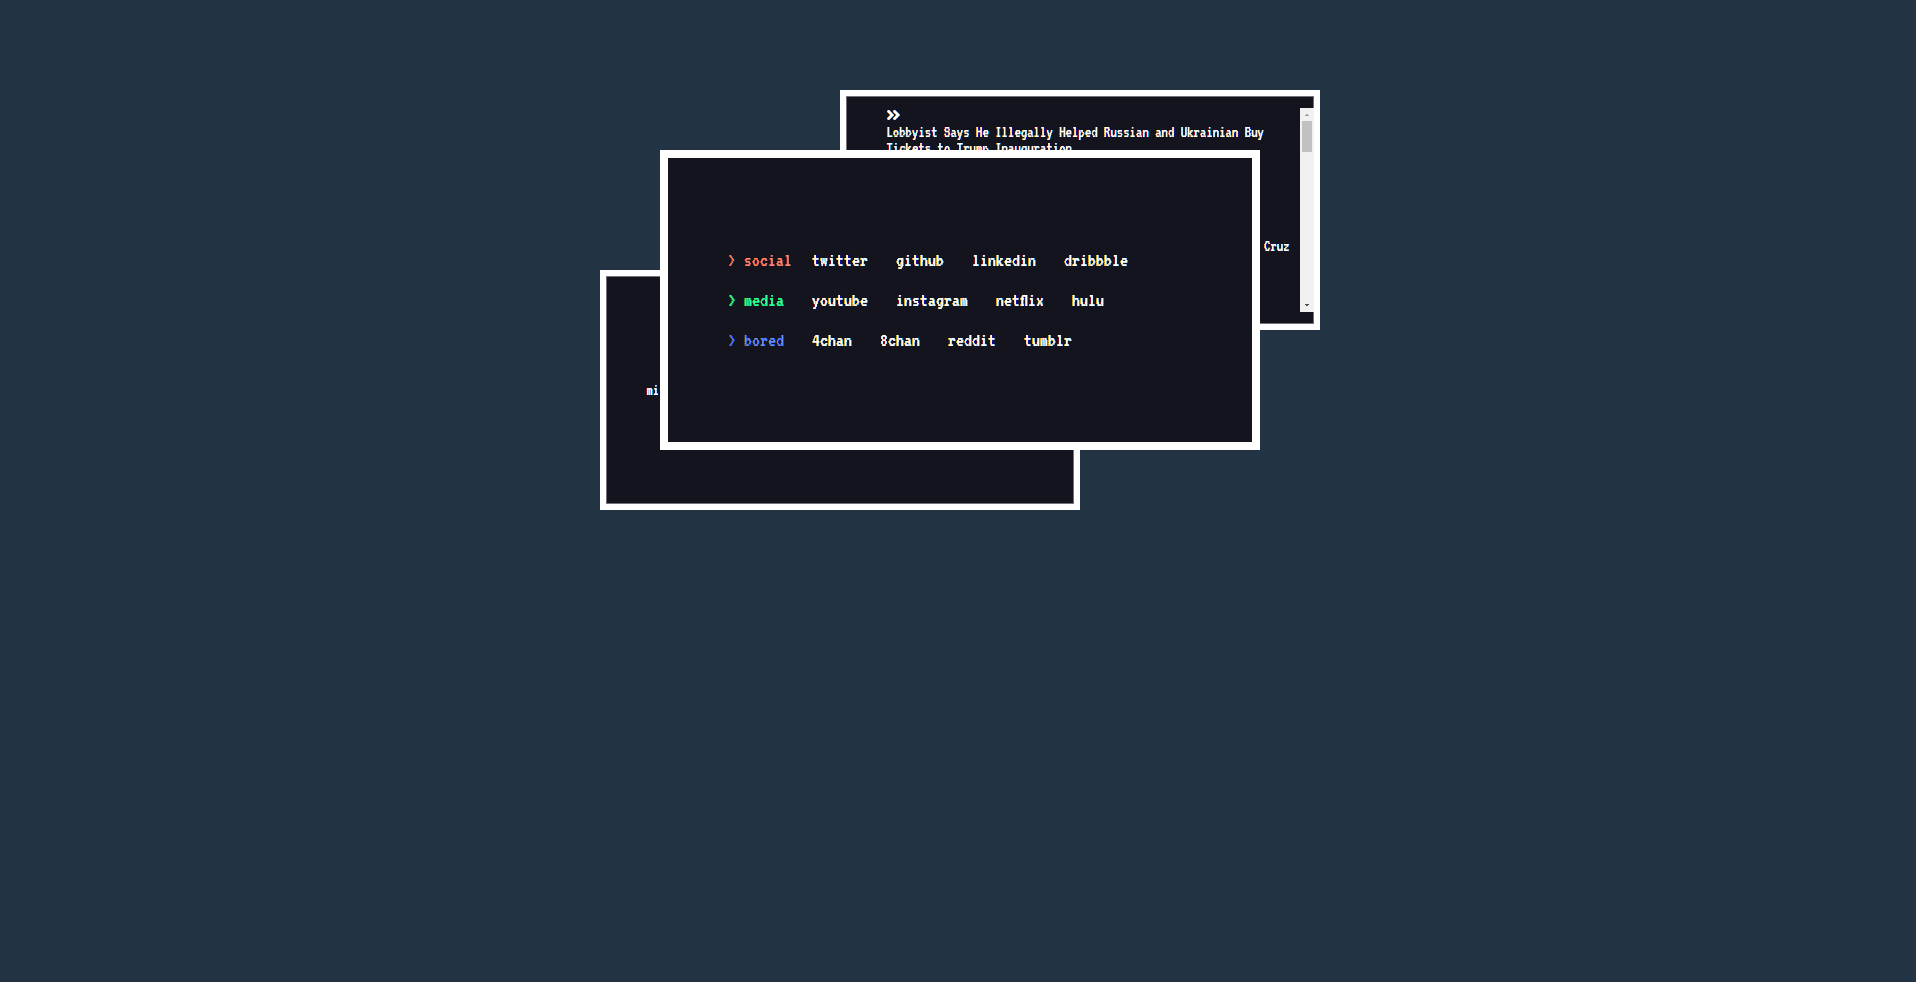 »
Lobbyist Says He Illegally Helped Russian and Ukrainian Buy
Tickets to Trump Inauguration
Cruz
❯ social twitter github linkedin dribbble
❯ media youtube instagram netflix hulu
❯ bored 4chan 8chan reddit tumblr
mi